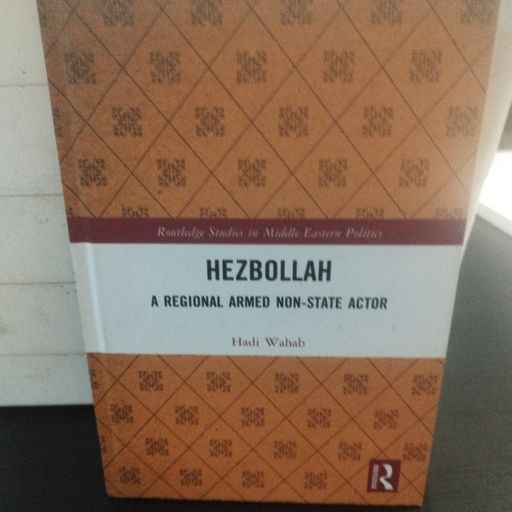 Routledge Studies in Middle Eastern Politics
HEZBOLLAH
A REGIONAL ARMED NON-STATE ACTOR
Hadi Wahab
R